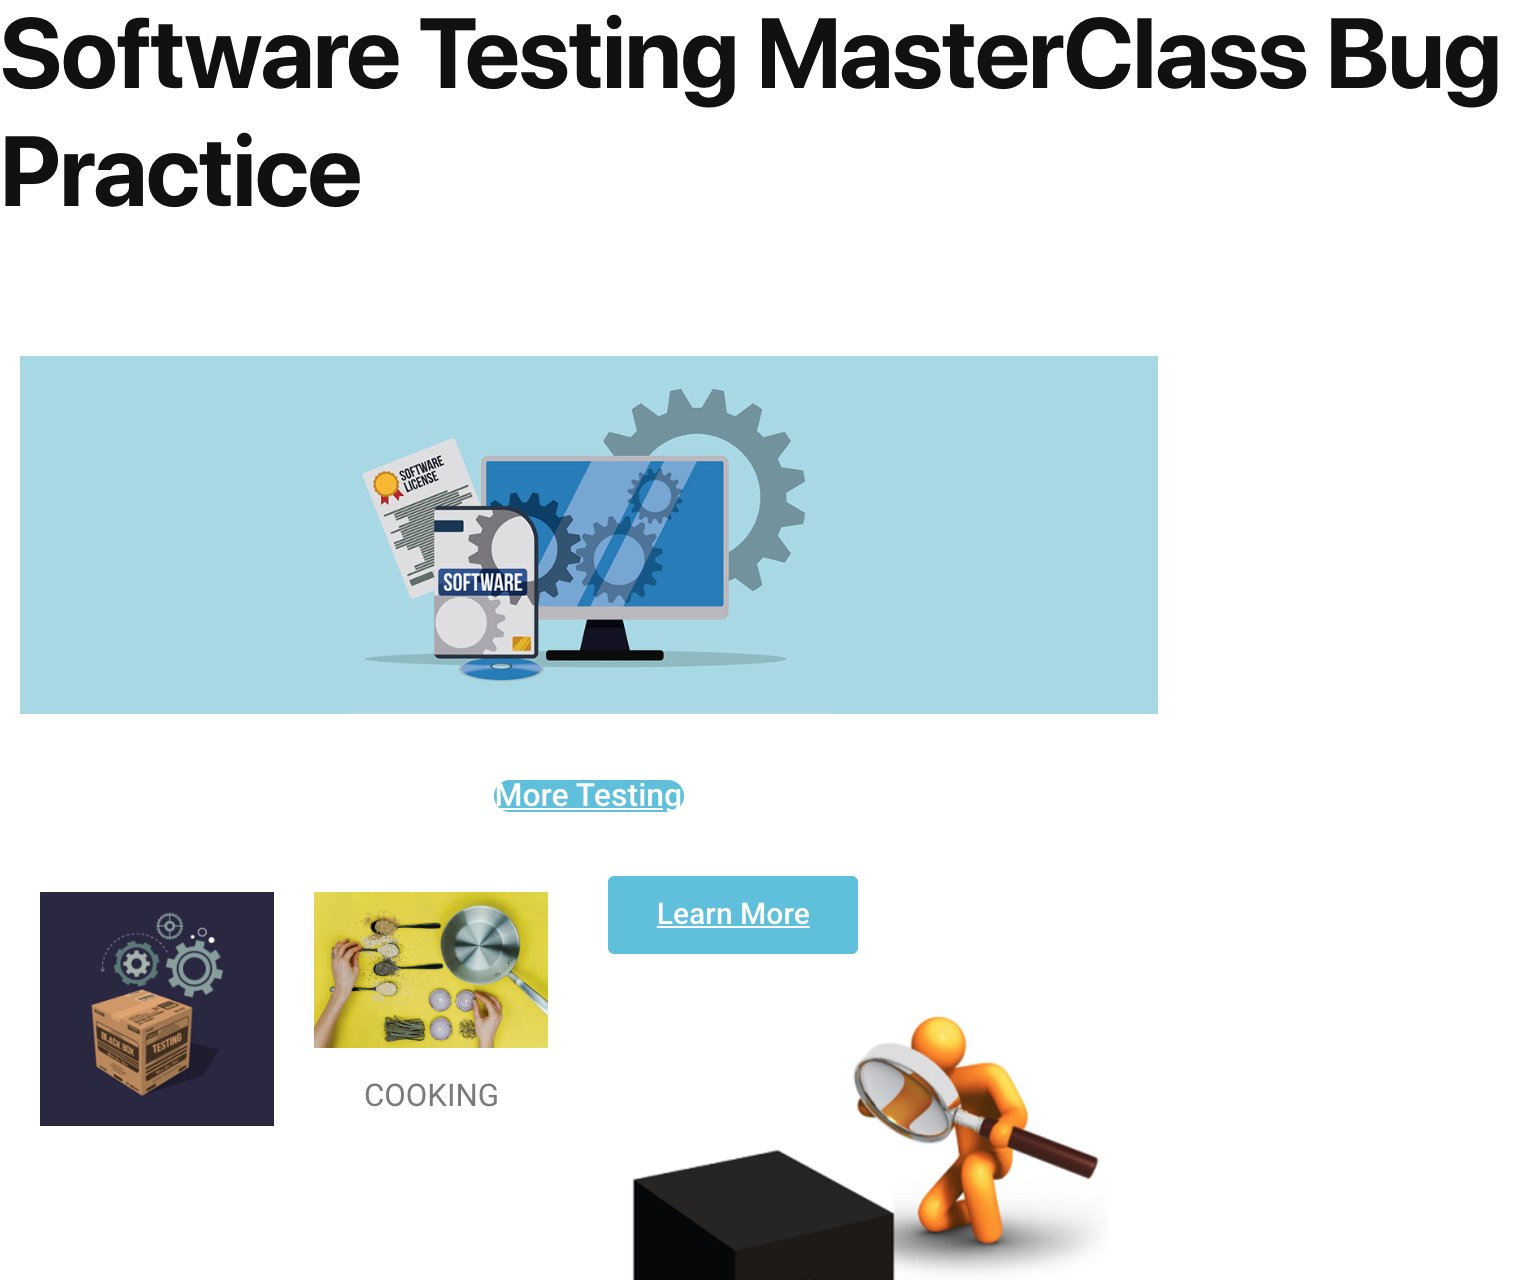 Software Testing MasterClass Bug
Practice
SOFTWARE
LICENSE
SOFTWARE
More Testing
Learn More
BLACK BOX
TESTING
COOKING